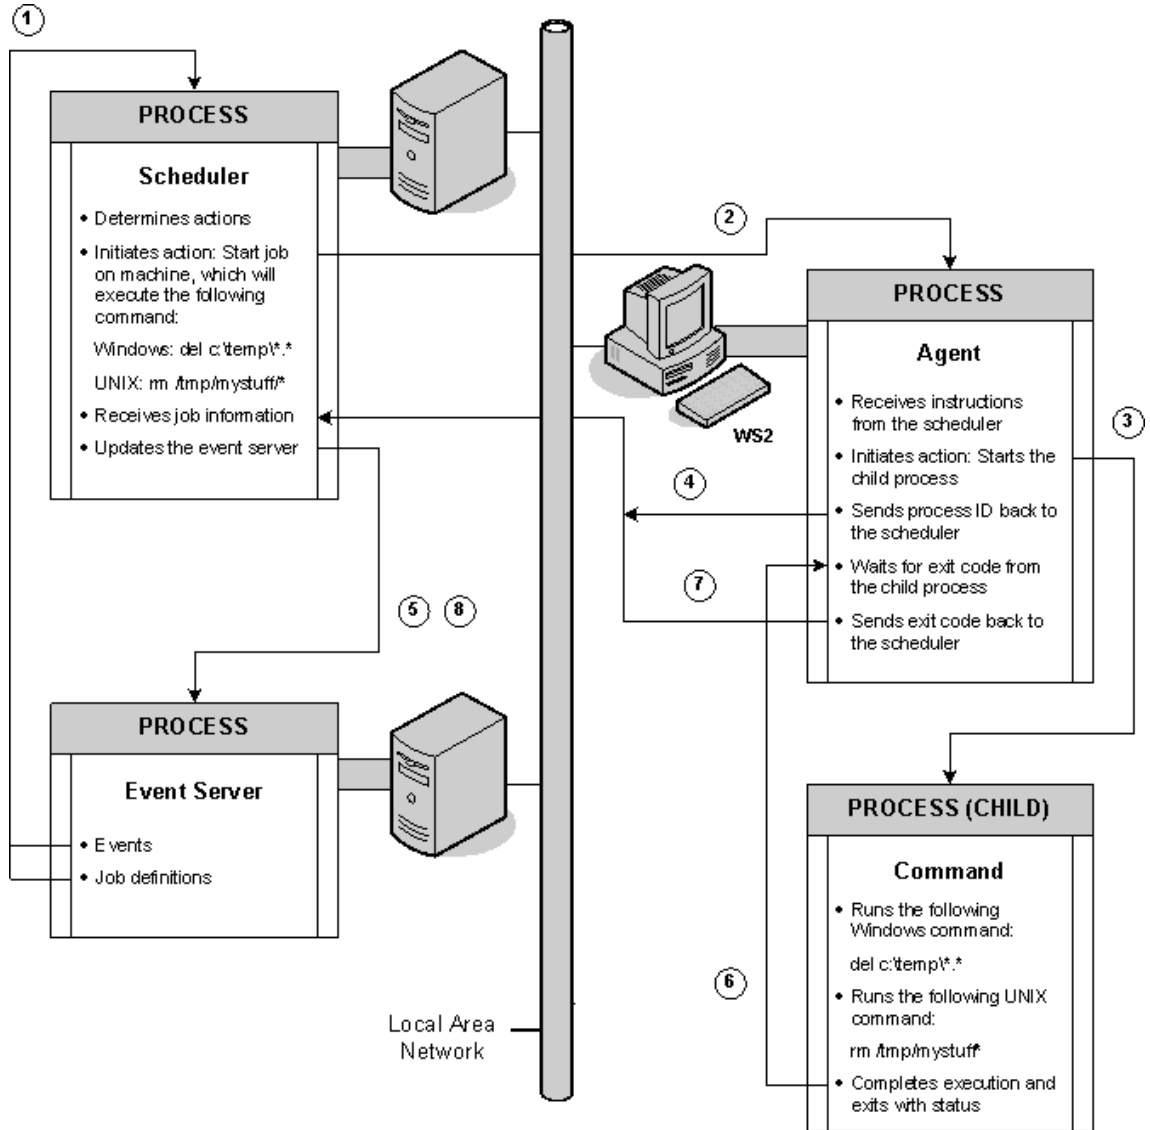 1
PROCESS
Scheduler
• Determines actions
• Initiates action: Start job
on machine, which will
execute the following
command:
Windows: del c:\temp\*.*
UNIX: rm /tmp/mystuff/*
• Receives job information
• Updates the event server
2
PROCESS
Agent
• Receives instructions
from the scheduler
• Initiates action: Starts the
child process
• Sends process ID back to
the scheduler
• Waits for exit code from
the child process
• Sends exit code back to
the scheduler
WS2
3
4
7
5 8
PROCESS
Event Server
• Events
• Job definitions
PROCESS (CHILD)
Command
• Runs the following
Windows command:
del c:\temp\*.*
• Runs the following UNIX
command:
rm /tmp/mystuff/*
• Completes execution and
exits with status
6
Local Area
Network